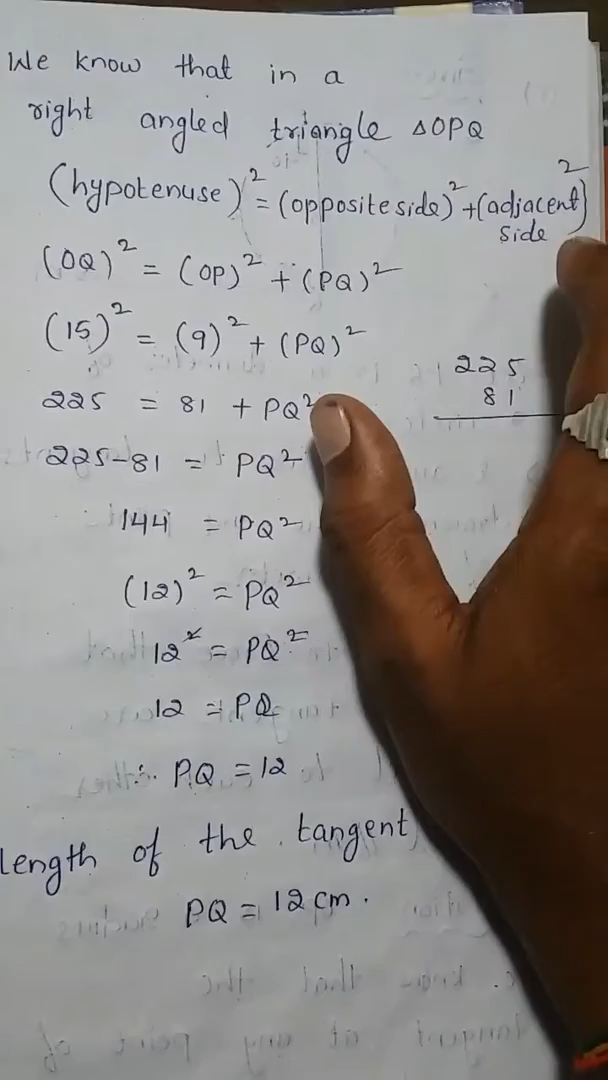 We know that in a
right angled triangle ΔOPQ
(hypotenuse)² = (opposite side)² + (adjacent side)²
(OQ)² = (OP)² + (PQ)²
(15)² = (9)² + (PQ)²
225 = 81 + PQ²
225
81
225-81 = PQ²
144 = PQ²
(12)² = PQ²
12² = PQ²
12 = PQ
∴ PQ = 12
length of the tangent
PQ = 12 cm.